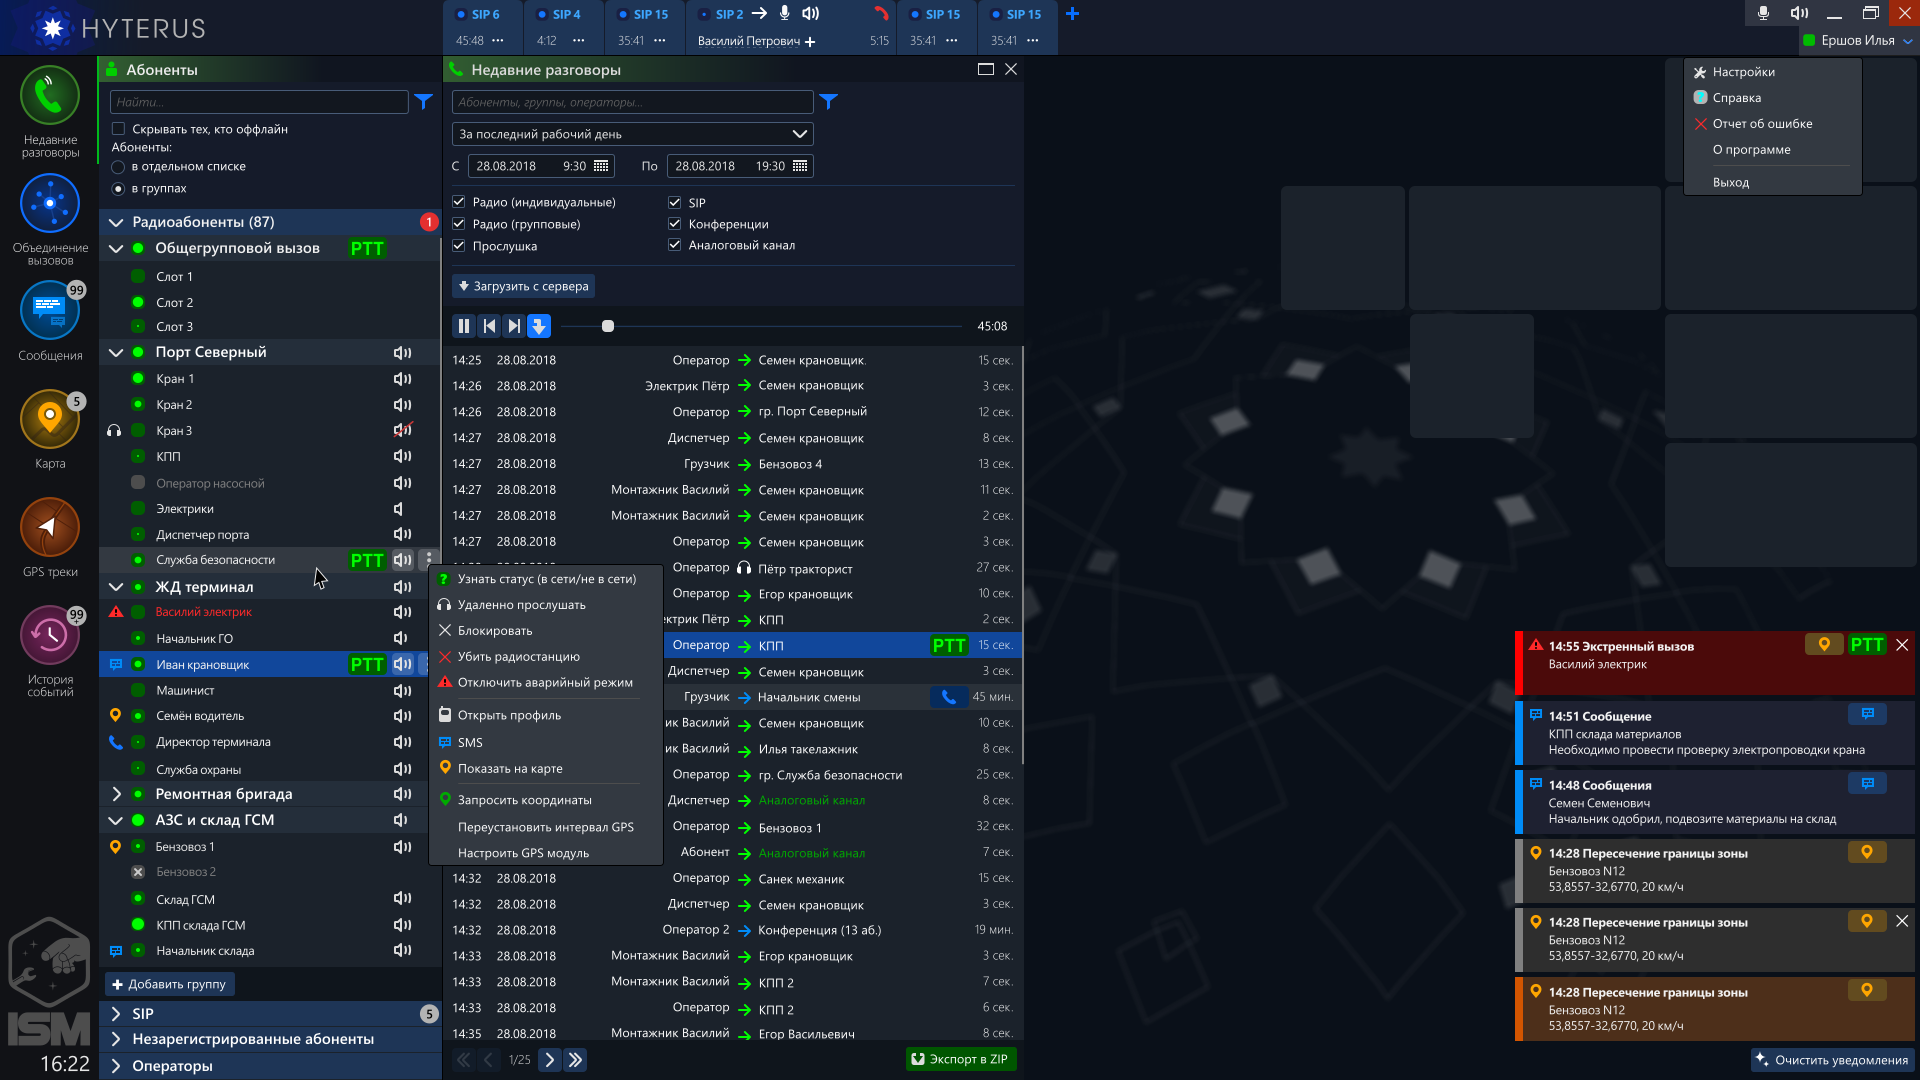 HYTERUS
SIP 6
45:48 •••
SIP 4
4:12 •••
SIP 15
35:41 •••
SIP 2
Василий Петрович +
5:15
SIP 15
35:41 •••
SIP 15
35:41 •••
Ершов Илья
Настройки
Справка
Отчет об ошибке
О программе
Выход
Недавние
разговоры
Объединение
вызовов
99
Сообщения
5
Карта
GPS треки
99
История
событий
ISM
16:22
Абоненты
Найти...
Скрывать тех, кто оффлайн
Абоненты:
в отдельном списке
в группах
Радиоабоненты (87) 1
Общегрупповой вызов PTT
Слот 1
Слот 2
Слот 3
Порт Северный
Кран 1
Кран 2
Кран 3
КПП
Оператор насосной
Электрики
Диспетчер порта
Служба безопасности PTT
ЖД терминал
Василий электрик
Начальник ГО
Иван крановщик PTT
Машинист
Семён водитель
Директор терминала
Служба охраны
Ремонтная бригада
АЗС и склад ГСМ
Бензовоз 1
Бензовоз 2
Склад ГСМ
КПП склада ГСМ
Начальник склада
+ Добавить группу
SIP 5
Незарегистрированные абоненты
Операторы
Недавние разговоры
Абоненты, группы, операторы...
За последний рабочий день
С 28.08.2018 9:30 По 28.08.2018 19:30
Радио (индивидуальные) SIP
Радио (групповые) Конференции
Прослушка Аналоговый канал
Загрузить с сервера
45:08
14:25 28.08.2018 Оператор Семен крановщик. 15 сек.
14:26 28.08.2018 Электрик Пётр Семен крановщик 3 сек.
14:26 28.08.2018 Оператор гр. Порт Северный 12 сек.
14:27 28.08.2018 Диспетчер Семен крановщик 8 сек.
14:27 28.08.2018 Грузчик Бензовоз 4 13 сек.
14:27 28.08.2018 Монтажник Василий Семен крановщик 11 сек.
14:27 28.08.2018 Монтажник Василий Семен крановщик 2 сек.
14:27 28.08.2018 Оператор Семен крановщик 3 сек.
Оператор Пётр тракторист 27 сек.
Оператор Егор крановщик 10 сек.
ктрик Пётр КПП 2 сек.
Оператор КПП PTT 15 сек.
Диспетчер Семен крановщик 3 сек.
Грузчик Начальник смены 45 мин.
ик Василий Семен крановщик 10 сек.
ик Василий Илья такелажник 8 сек.
Оператор гр. Служба безопасности 25 сек.
Диспетчер Аналоговый канал 8 сек.
Оператор Бензовоз 1 32 сек.
Абонент Аналоговый канал 7 сек.
14:32 28.08.2018 Оператор Санек механик 15 сек.
14:32 28.08.2018 Диспетчер Семен крановщик 3 сек.
14:32 28.08.2018 Оператор 2 Конференция (13 аб.) 19 мин.
14:33 28.08.2018 Монтажник Василий Егор крановщик 3 сек.
14:33 28.08.2018 Монтажник Василий КПП 2 7 сек.
14:33 28.08.2018 Оператор КПП 2 6 сек.
14:35 28.08.2018 Монтажник Василий Егор Васильевич 8 сек.
1/25
Экспорт в ZIP
? Узнать статус (в сети/не в сети)
Удаленно прослушать
Блокировать
Убить радиостанцию
Отключить аварийный режим
Открыть профиль
SMS
Показать на карте
Запросить координаты
Переустановить интервал GPS
Настроить GPS модуль
14:55 Экстренный вызов PTT
Василий электрик
14:51 Сообщение
КПП склада материалов
Необходимо провести проверку электропроводки крана
14:48 Сообщения
Семен Семенович
Начальник одобрил, подвозите материалы на склад
14:28 Пересечение границы зоны
Бензовоз N12
53,8557-32,6770, 20 км/ч
14:28 Пересечение границы зоны
Бензовоз N12
53,8557-32,6770, 20 км/ч
14:28 Пересечение границы зоны
Бензовоз N12
53,8557-32,6770, 20 км/ч
Очистить уведомления